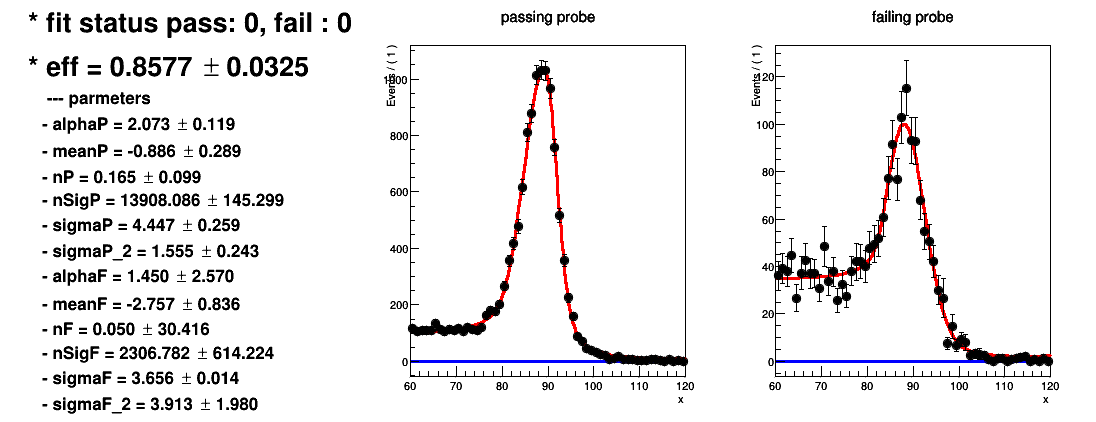 * fit status pass: 0, fail : 0
* eff = 0.8577 ± 0.0325
--- parmeters
- alphaP = 2.073 ± 0.119
- meanP = -0.886 ± 0.289
- nP = 0.165 ± 0.099
- nSigP = 13908.086 ± 145.299
- sigmaP = 4.447 ± 0.259
- sigmaP_2 = 1.555 ± 0.243
- alphaF = 1.450 ± 2.570
- meanF = -2.757 ± 0.836
- nF = 0.050 ± 30.416
- nSigF = 2306.782 ± 614.224
- sigmaF = 3.656 ± 0.014
- sigmaF_2 = 3.913 ± 1.980
passing probe
Events / ( 1 )
1000
800
600
400
200
0
60 70 80 90 100 110 120
x
failing probe
Events / ( 1 )
120
100
80
60
40
20
0
60 70 80 90 100 110 120
x